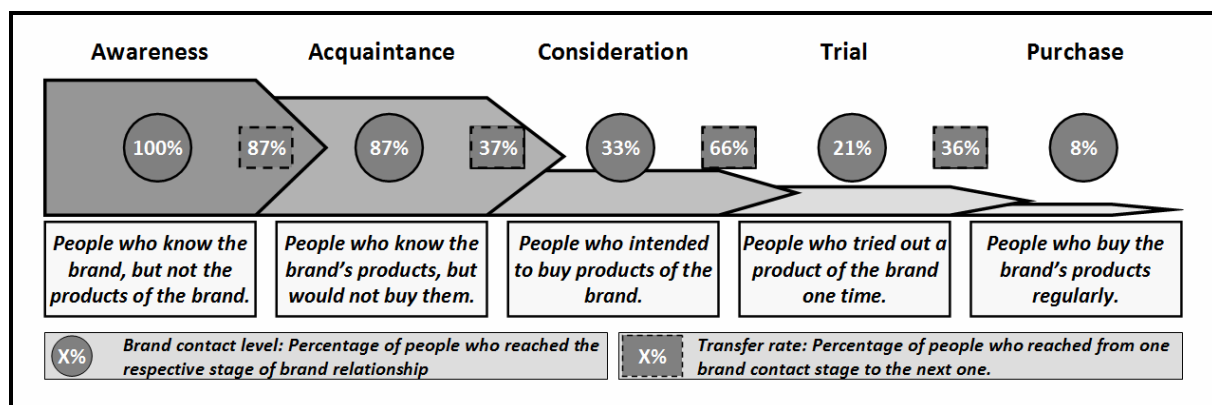 Awareness Acquaintance Consideration Trial Purchase
100% 87% 87% 37% 33% 66% 21% 36% 8%
People who know the
brand, but not the
products of the brand.
People who know the
brand's products, but
would not buy them.
People who intended
to buy products of the
brand.
People who tried out a
product of the brand
one time.
People who buy the
brand's products
regularly.
X%
Brand contact level: Percentage of people who reached the
respective stage of brand relationship
X%
Transfer rate: Percentage of people who reached from one
brand contact stage to the next one.